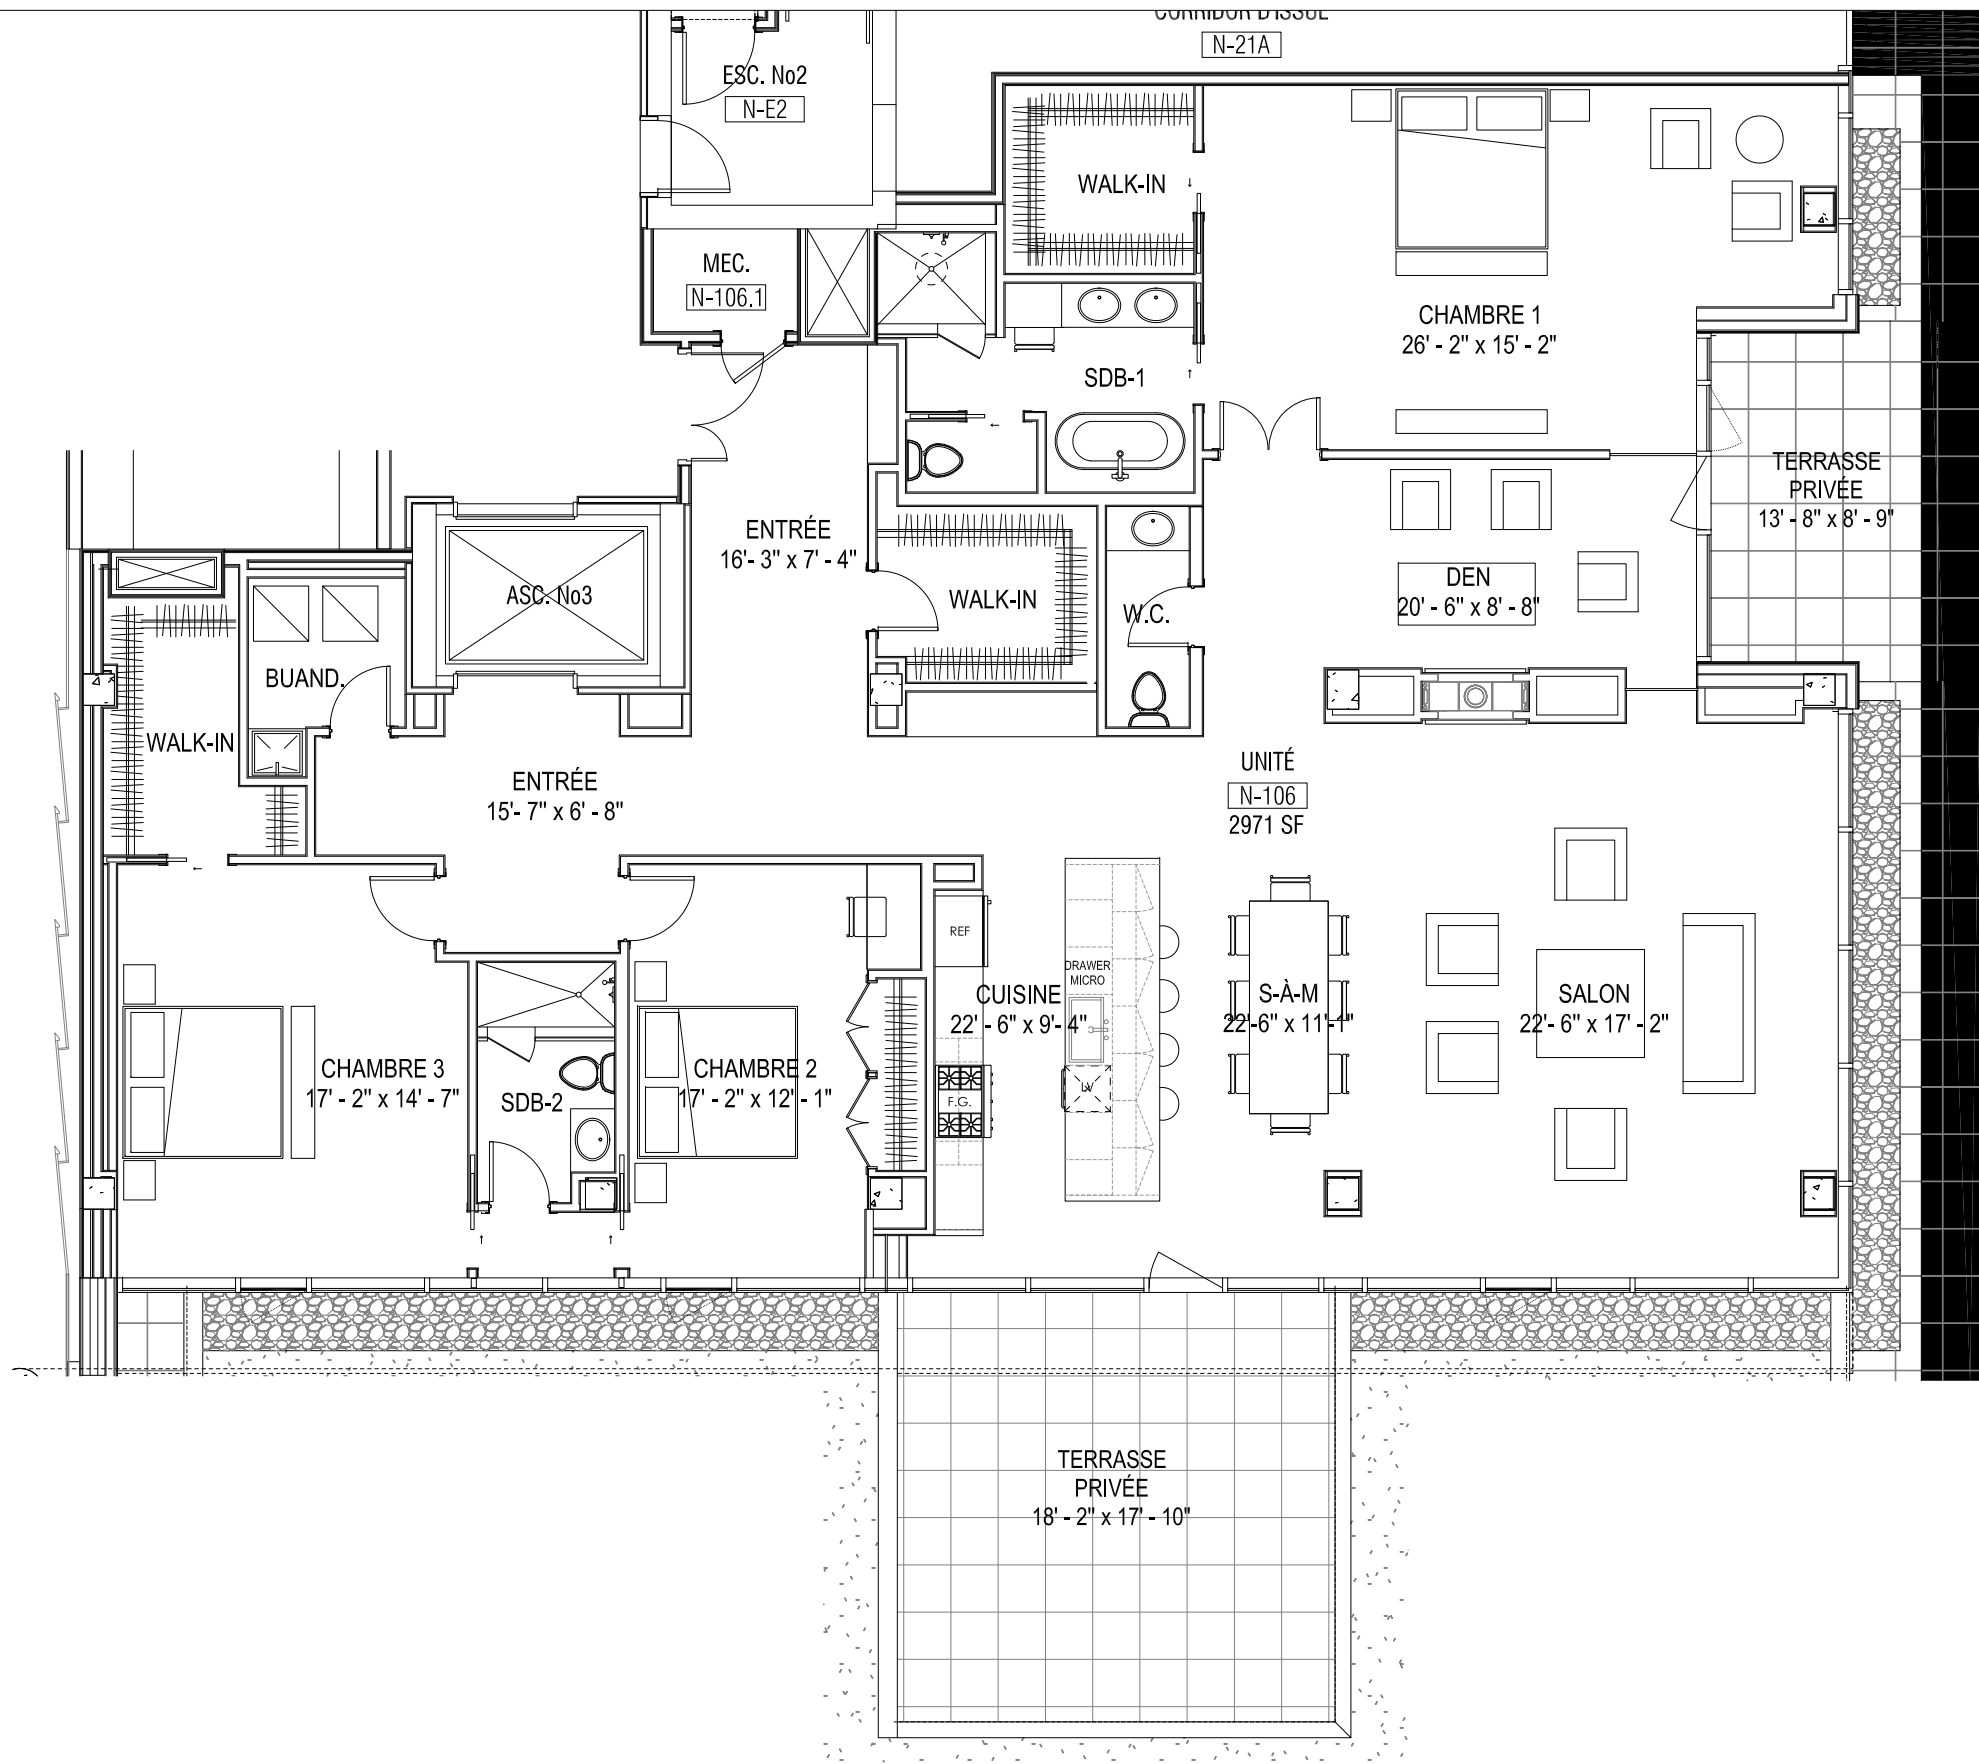 CORRIDOR D'ISSUE
N-21A
ESC. No2
N-E2
WALK-IN
MEC.
N-106.1
CHAMBRE 1
26' - 2" x 15' - 2"
SDB-1
TERRASSE
PRIVÉE
13' - 8" x 8' - 9"
ENTRÉE
16'- 3" x 7' - 4"
DEN
20' - 6" x 8' - 8"
ASC. No3
WALK-IN
W.C.
BUAND.
WALK-IN
ENTRÉE
15'- 7" x 6' - 8"
UNITÉ
N-106
2971 SF
REF
DRAWER
MICRO
CUISINE
22' - 6" x 9'- 4"
S-À-M
22'-6" x 11'-1"
SALON
22'- 6" x 17' - 2"
CHAMBRE 3
17' - 2" x 14' - 7"
CHAMBRE 2
17' - 2" x 12' - 1"
SDB-2
LV
F.G.
TERRASSE
PRIVÉE
18' - 2" x 17' - 10"